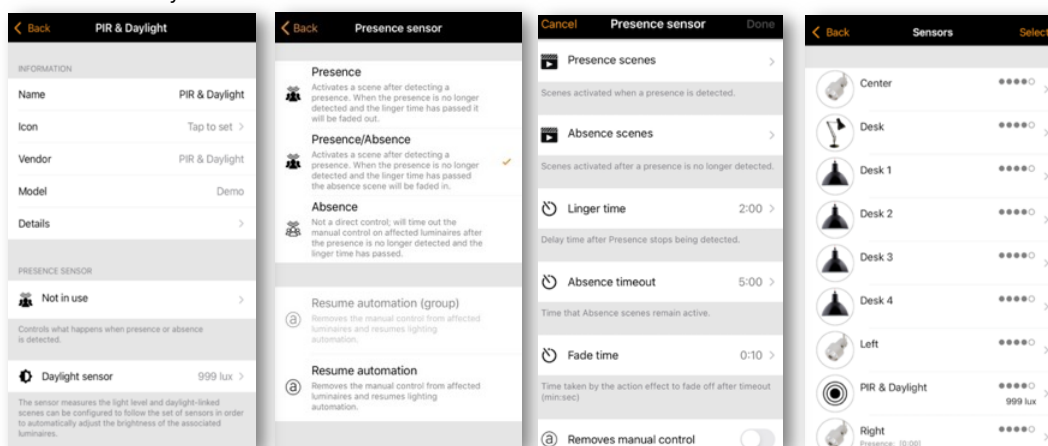 Back PIR & Daylight
INFORMATION
Name PIR & Daylight
Icon Tap to set
Vendor PIR & Daylight
Model Demo
Details
PRESENCE SENSOR
Not in use
Controls what happens when presence or absence
is detected.
Daylight sensor 999 lux
The sensor measures the light level and daylight-linked
scenes can be configured to follow the set of sensors in order
to automatically adjust the brightness of the associated
luminaires.
Back Presence sensor
Presence
Activates a scene after detecting a
presence. When the presence is no longer
detected and the linger time has passed it
will be faded out.
Presence/Absence
Activates a scene after detecting a
presence. When the presence is no longer
detected and the linger time has passed
the absence scene will be faded in.
Absence
Not a direct control; will time out the
manual control on affected luminaires after
the presence is no longer detected and the
linger time has passed.
Resume automation (group)
Removes the manual control from affected
luminaires and resumes lighting
automation.
Resume automation
Removes the manual control from affected
luminaires and resumes lighting
automation.
Cancel Presence sensor Done
Presence scenes
Scenes activated when a presence is detected.
Absence scenes
Scenes activated after a presence is no longer detected.
Linger time 2:00
Delay time after Presence stops being detected.
Absence timeout 5:00
Time that Absence scenes remain active.
Fade time 0:10
Time taken by the action effect to fade off after timeout
(min:sec)
Removes manual control
Back Sensors Select
Center
Desk
Desk 1
Desk 2
Desk 3
Desk 4
Left
PIR & Daylight
999 lux
Right
Presence: [0:00]